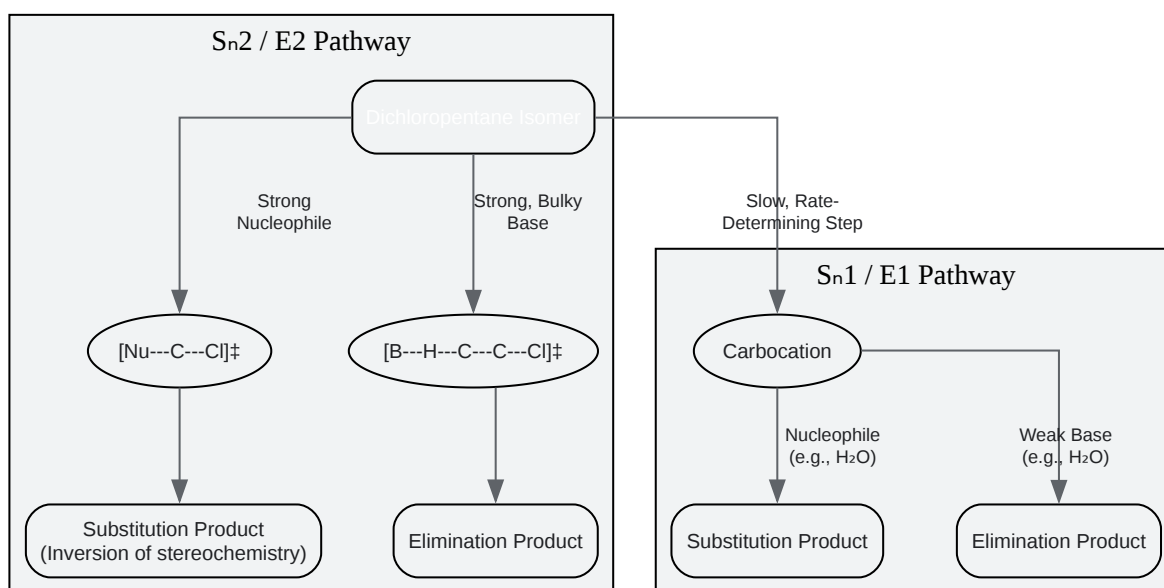 Sₙ2 / E2 Pathway
Dichloropentane Isomer
Strong
Nucleophile
Strong, Bulky
Base
Slow, Rate-
Determining Step
Sₙ1 / E1 Pathway
[Nu---C---Cl]‡
[B---H---C---C---Cl]‡
Carbocation
Nucleophile
(e.g., H₂O)
Weak Base
(e.g., H₂O)
Substitution Product
(Inversion of stereochemistry)
Elimination Product
Substitution Product
Elimination Product